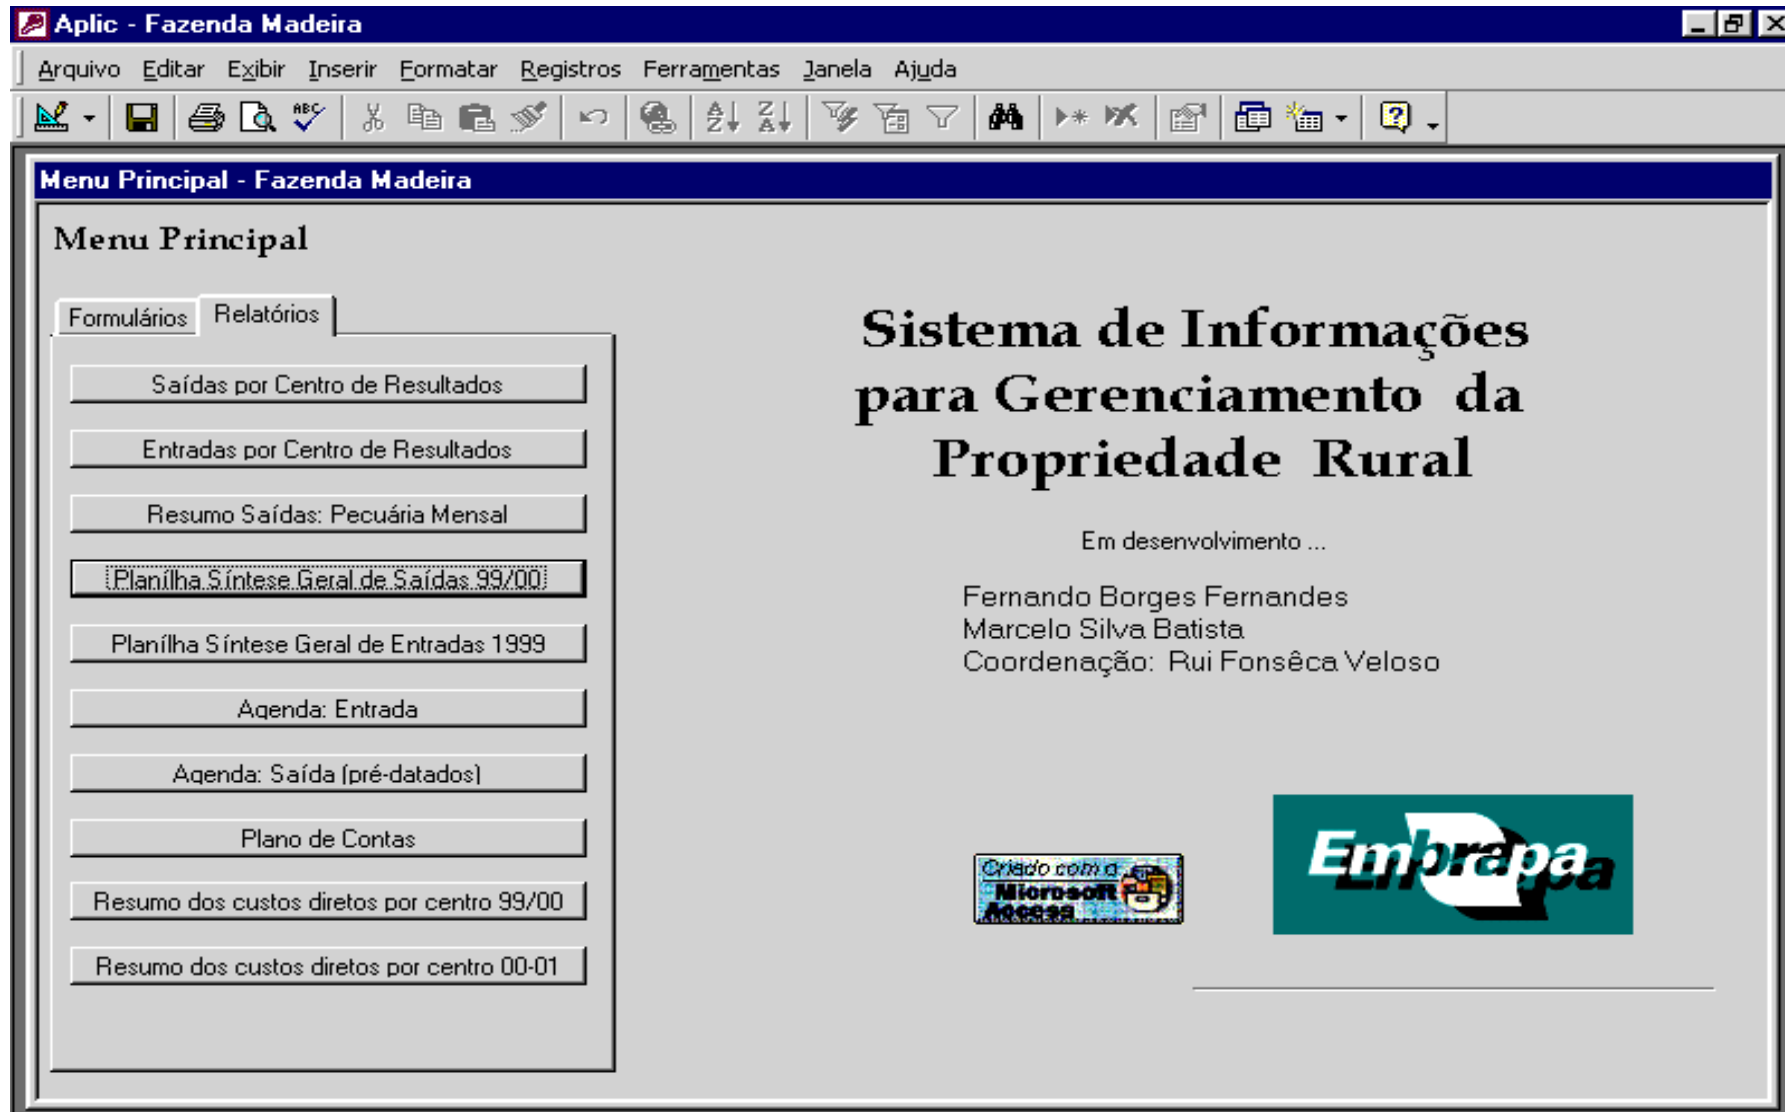 Aplic - Fazenda Madeira
Arquivo Editar Exibir Inserir Formatar Registros Ferramentas Janela Ajuda
Menu Principal - Fazenda Madeira
Menu Principal
Formulários Relatórios
Saídas por Centro de Resultados
Entradas por Centro de Resultados
Resumo Saídas: Pecuária Mensal
Planílha Síntese Geral de Saídas 99/00
Planílha Síntese Geral de Entradas 1999
Agenda: Entrada
Agenda: Saída (pré-datados)
Plano de Contas
Resumo dos custos diretos por centro 99/00
Resumo dos custos diretos por centro 00-01
Sistema de Informações
para Gerenciamento da
Propriedade Rural
Em desenvolvimento ...
Fernando Borges Fernandes
Marcelo Silva Batista
Coordenação: Rui Fonsêca Veloso
Criado com o
Microsoft
Access
Embrapa